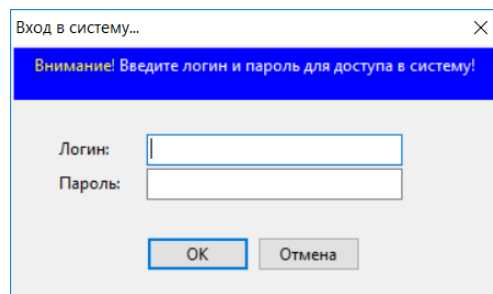 Вход в систему...
Внимание! Введите логин и пароль для доступа в систему!
Логин:
Пароль:
OK Отмена